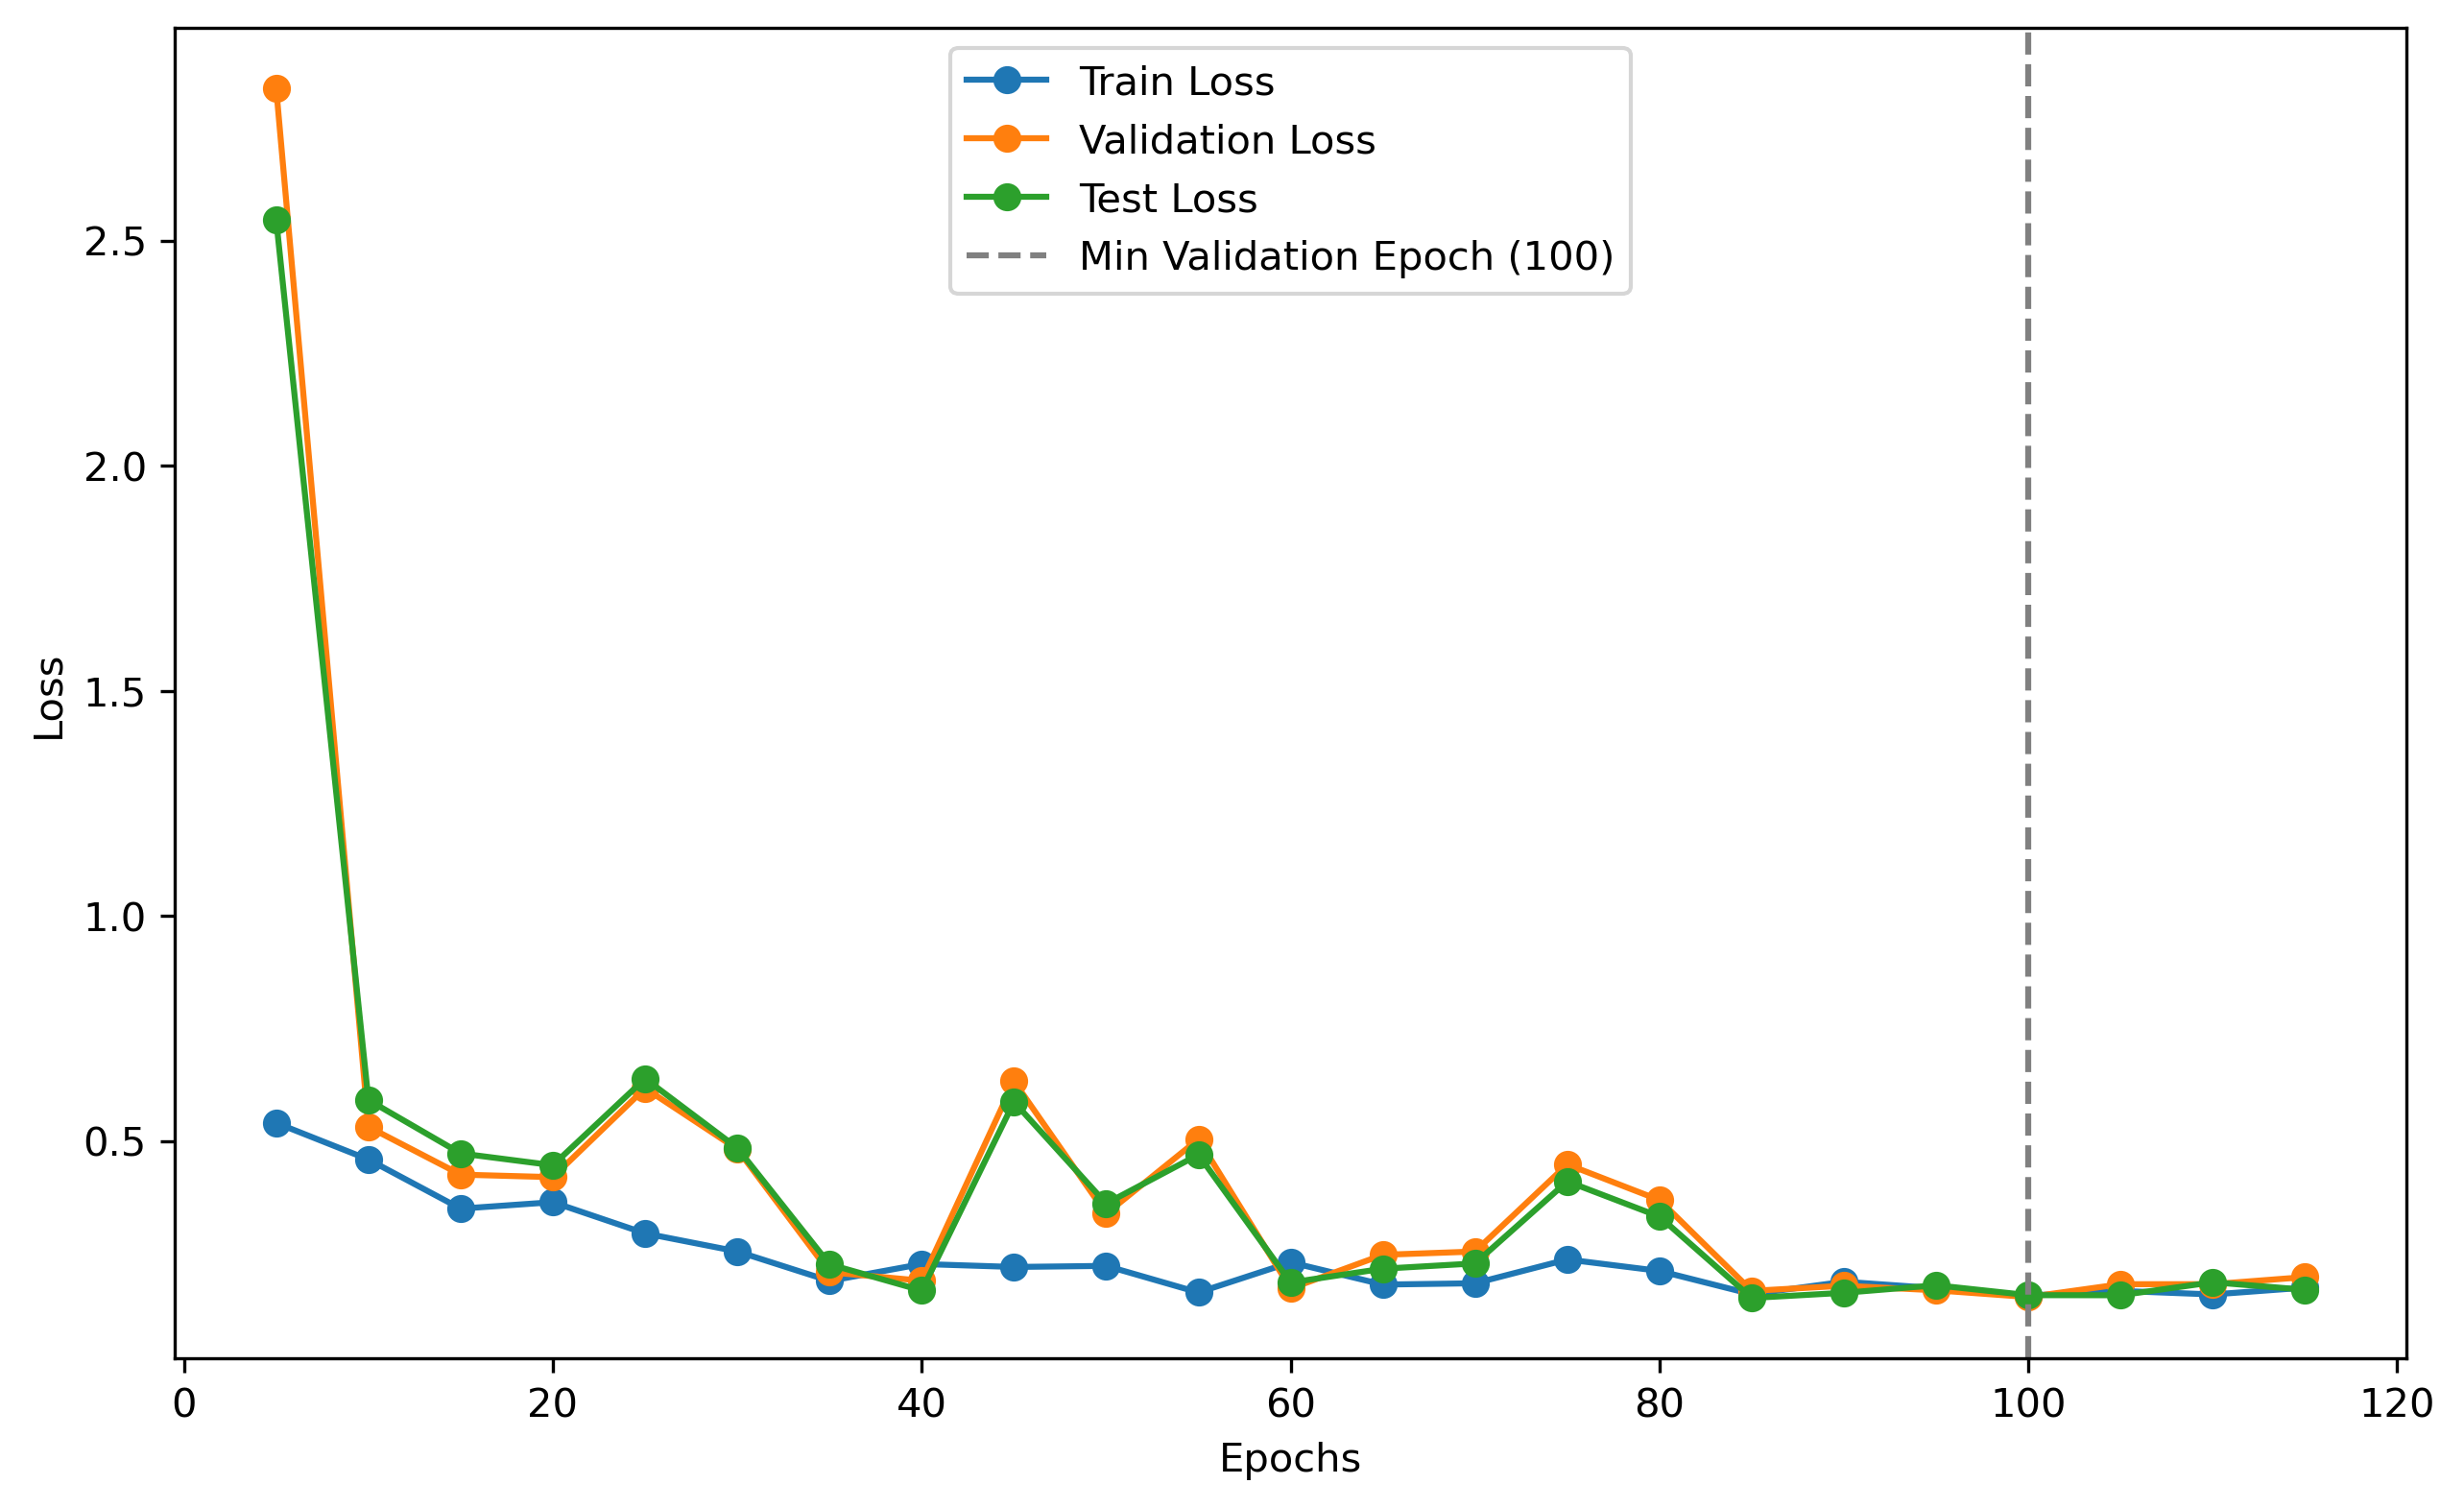 Train Loss
Validation Loss
Test Loss
Min Validation Epoch (100)
2.5
2.0
1.5
1.0
0.5
Loss
0 20 40 60 80 100 120
Epochs